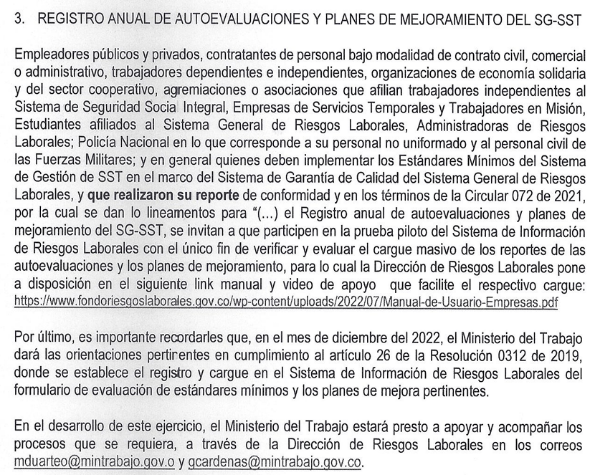 3. REGISTRO ANUAL DE AUTOEVALUACIONES Y PLANES DE MEJORAMIENTO DEL SG-SST
Empleadores públicos y privados, contratantes de personal bajo modalidad de contrato civil, comercial
o administrativo, trabajadores dependientes e independientes, organizaciones de economía solidaria
y del sector cooperativo, agremiaciones o asociaciones que afilian trabajadores independientes al
Sistema de Seguridad Social Integral, Empresas de Servicios Temporales y Trabajadores en Misión,
Estudiantes afiliados al Sistema General de Riesgos Laborales, Administradoras de Riesgos
Laborales; Policía Nacional en lo que corresponde a su personal no uniformado y al personal civil de
las Fuerzas Militares; y en general quienes deben implementar los Estándares Mínimos del Sistema
de Gestión de SST en el marco del Sistema de Garantía de Calidad del Sistema General de Riesgos
Laborales, y que realizaron su reporte de conformidad y en los términos de la Circular 072 de 2021,
por la cual se dan lo lineamentos para “(...) el Registro anual de autoevaluaciones y planes de
mejoramiento del SG-SST, se invitan a que participen en la prueba piloto del Sistema de Información
de Riesgos Laborales con el único fin de verificar y evaluar el cargue masivo de los reportes de las
autoevaluaciones y los planes de mejoramiento, para lo cual la Dirección de Riesgos Laborales pone
a disposición en el siguiente link manual y video de apoyo que facilite el respectivo cargue:
https://www.fondoriesgoslaborales.gov.co/wp-content/uploads/2022/07/Manual-de-Usuario-Empresas.pdf
Por último, es importante recordarles que, en el mes de diciembre del 2022, el Ministerio del Trabajo
dará las orientaciones pertinentes en cumplimiento al artículo 26 de la Resolución 0312 de 2019,
donde se establece el registro y cargue en el Sistema de Información de Riesgos Laborales del
formulario de evaluación de estándares mínimos y los planes de mejora pertinentes.
En el desarrollo de este ejercicio, el Ministerio del Trabajo estará presto a apoyar y acompañar los
procesos que se requiera, a través de la Dirección de Riesgos Laborales en los correos
mduarteo@mintrabajo.gov.o y gcardenas@mintrabajo.gov.co.